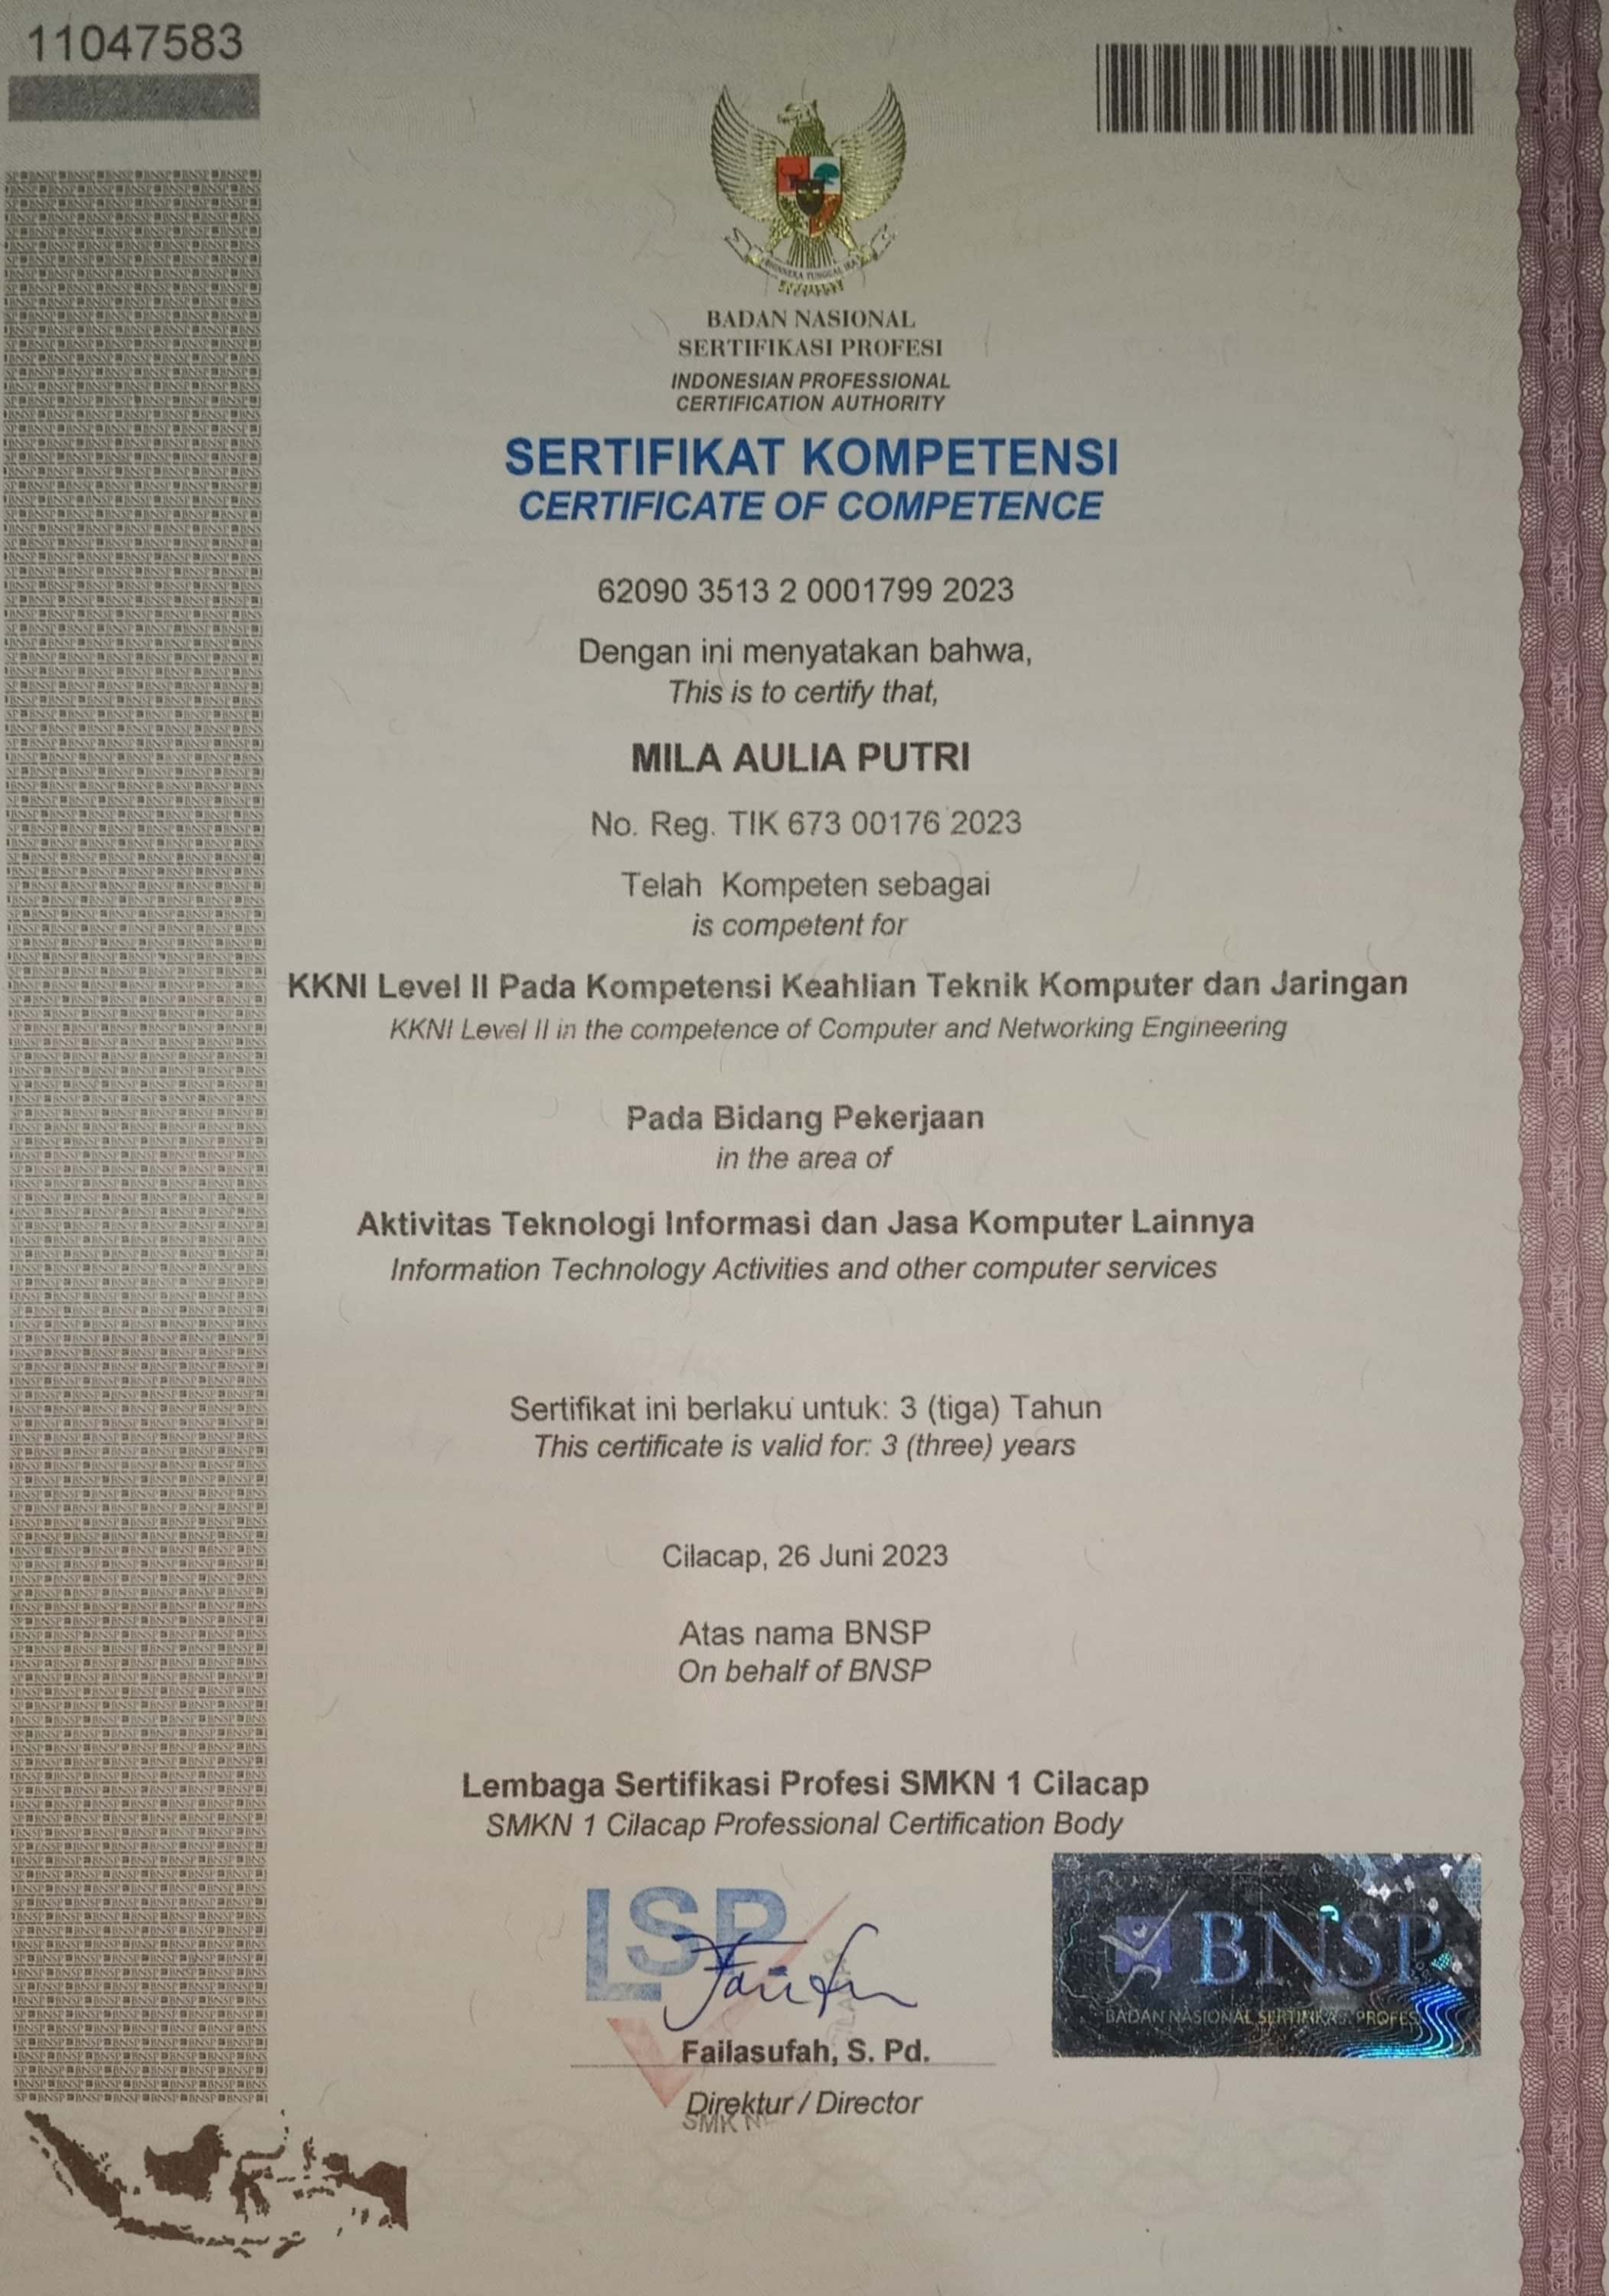 11047583
BHINNEKA TUNGGAL IKA
BADAN NASIONAL
SERTIFIKASI PROFESI
INDONESIAN PROFESSIONAL
CERTIFICATION AUTHORITY
SERTIFIKAT KOMPETENSI
CERTIFICATE OF COMPETENCE
62090 3513 2 0001799 2023
Dengan ini menyatakan bahwa,
This is to certify that,
MILA AULIA PUTRI
No. Reg. TIK 673 00176 2023
Telah Kompeten sebagai
is competent for
KKNI Level II Pada Kompetensi Keahlian Teknik Komputer dan Jaringan
KKNI Level II in the competence of Computer and Networking Engineering
Pada Bidang Pekerjaan
in the area of
Aktivitas Teknologi Informasi dan Jasa Komputer Lainnya
Information Technology Activities and other computer services
Sertifikat ini berlaku untuk: 3 (tiga) Tahun
This certificate is valid for: 3 (three) years
Cilacap, 26 Juni 2023
Atas nama BNSP
On behalf of BNSP
Lembaga Sertifikasi Profesi SMKN 1 Cilacap
SMKN 1 Cilacap Professional Certification Body
LSP
BNSP
BADAN NASIONAL SERTIFIKASI PROFES
Failasufah, S. Pd.
Direktur / Director
SMK N